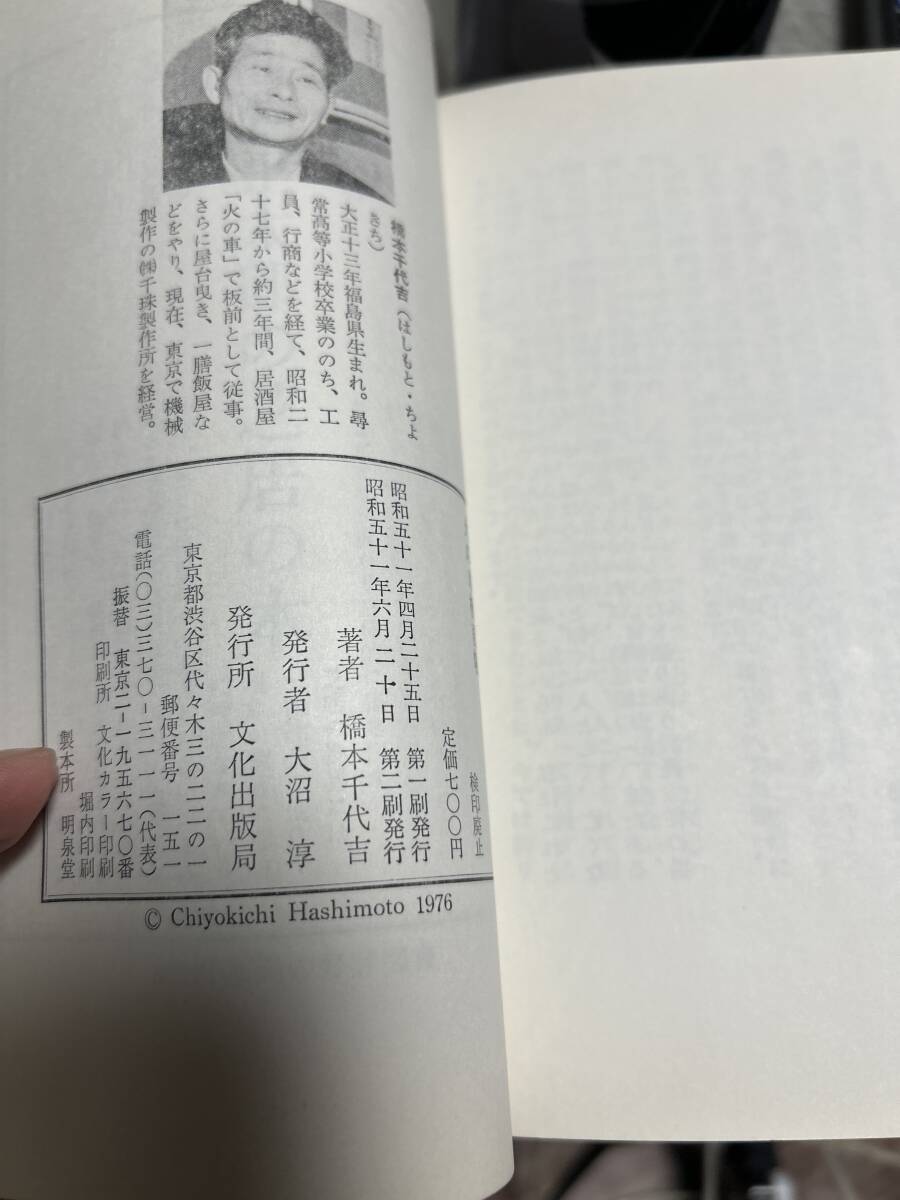 橋本千代吉（はしもと・ちよ
きち）
大正十三年福島県生まれ。尋
常高等小学校卒業ののち、工
員、行商などを経て、昭和二
十七年から約三年間、居酒屋
「火の車」で板前として従事。
さらに屋台曳き、一膳飯屋な
どをやり、現在、東京で機械
製作の㈱千珠製作所を経営。
検印廃止
定価七〇〇円
昭和五十一年四月二十五日　第一刷発行
昭和五十一年六月二十日　第二刷発行
著者　橋本千代吉
発行者　大沼　淳
発行所　文化出版局
東京都渋谷区代々木三の二二の一
郵便番号　一五一
電話（〇三）三七〇－三一一一（代表）
振替　東京二－一九五六七〇番
印刷所　文化カラー印刷
堀内印刷
製本所　明泉堂
© Chiyokichi Hashimoto 1976